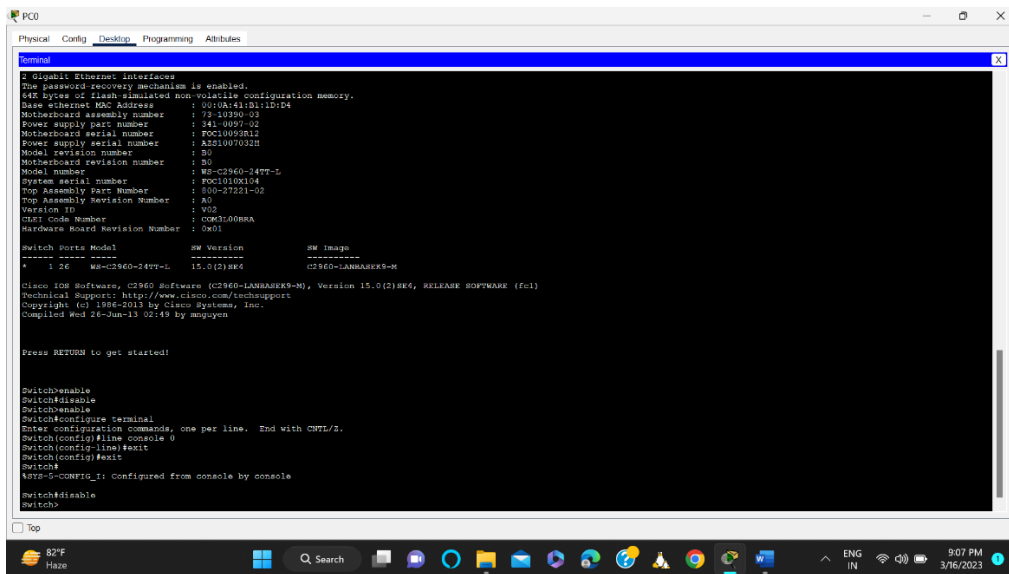 PC0
Physical Config Desktop Programming Attributes
Terminal
X
2 Gigabit Ethernet interfaces
The password-recovery mechanism is enabled.
64K bytes of flash-simulated non-volatile configuration memory.
Base ethernet MAC Address : 00:0A:41:B1:1D:D4
Motherboard assembly number : 73-10390-03
Power supply part number : 341-0097-02
Motherboard serial number : FOC10093R12
Power supply serial number : AZS1007032H
Model revision number : B0
Motherboard revision number : B0
Model number : WS-C2960-24TT-L
System serial number : FOC1010X104
Top Assembly Part Number : 800-27221-02
Top Assembly Revision Number : A0
Version ID : V02
CLEI Code Number : COM3L00BRA
Hardware Board Revision Number : 0x01
Switch Ports Model SW Version SW Image
------ ----- ----- ---------- ----------
* 1 26 WS-C2960-24TT-L 15.0(2)SE4 C2960-LANBASEK9-M
Cisco IOS Software, C2960 Software (C2960-LANBASEK9-M), Version 15.0(2)SE4, RELEASE SOFTWARE (fc1)
Technical Support: http://www.cisco.com/techsupport
Copyright (c) 1986-2013 by Cisco Systems, Inc.
Compiled Wed 26-Jun-13 02:49 by mnguyen
Press RETURN to get started!
Switch>enable
Switch#disable
Switch>enable
Switch#configure terminal
Enter configuration commands, one per line. End with CNTL/Z.
Switch(config)#line console 0
Switch(config-line)#exit
Switch(config)#exit
Switch#
%SYS-5-CONFIG_I: Configured from console by console
Switch#disable
Switch>
Top
82°F
Haze
Search
ENG
IN
9:07 PM
3/16/2023
1